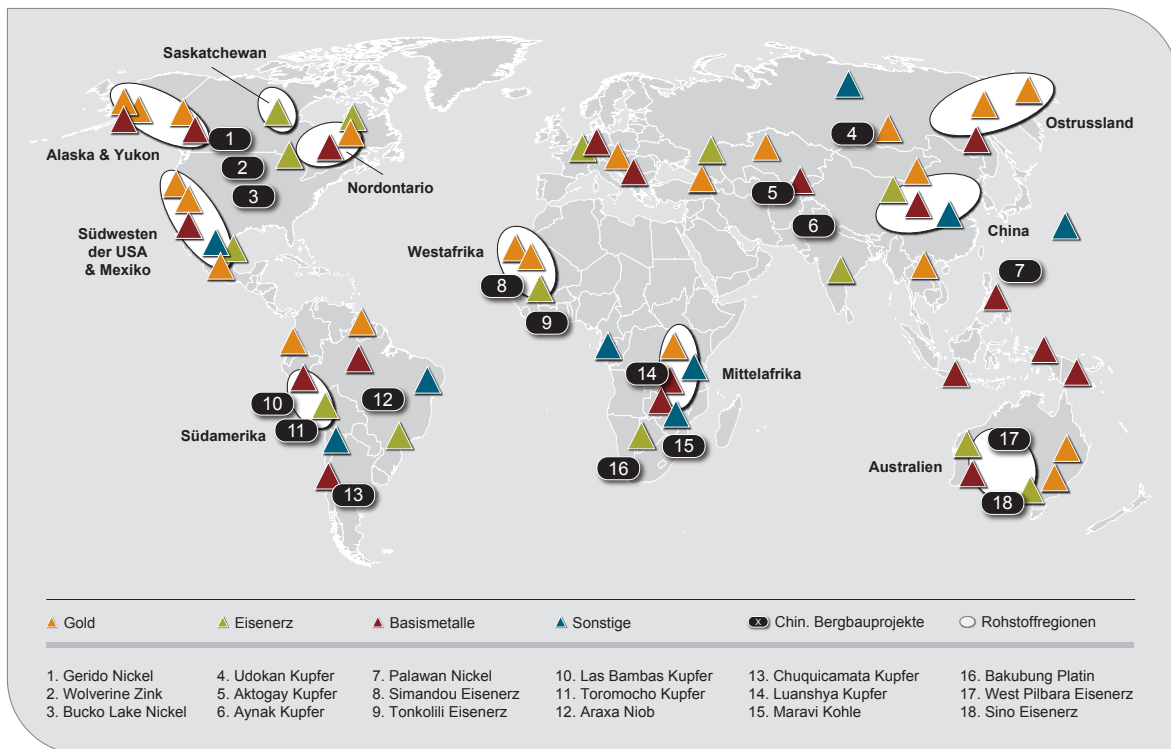 Saskatchewan
Alaska & Yukon
1
2
3
Nordontario
4
Ostrussland
5
6
China
7
Südwesten
der USA
& Mexiko
Westafrika
8
9
10
11
12
13
Südamerika
14
Mittelafrika
15
16
Australien
17
18
Gold
Eisenerz
Basismetalle
Sonstige
x Chin. Bergbauprojekte
Rohstoffregionen
1. Gerido Nickel
2. Wolverine Zink
3. Bucko Lake Nickel
4. Udokan Kupfer
5. Aktogay Kupfer
6. Aynak Kupfer
7. Palawan Nickel
8. Simandou Eisenerz
9. Tonkolili Eisenerz
10. Las Bambas Kupfer
11. Toromocho Kupfer
12. Araxa Niob
13. Chuquicamata Kupfer
14. Luanshya Kupfer
15. Maravi Kohle
16. Bakubung Platin
17. West Pilbara Eisenerz
18. Sino Eisenerz